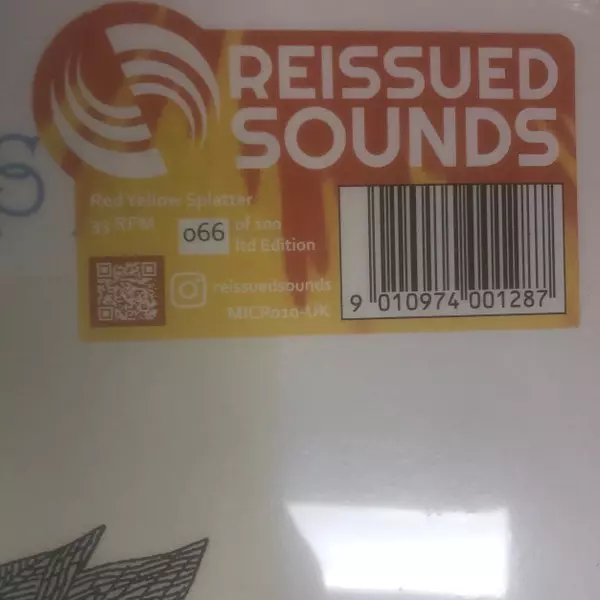 REISSUED
SOUNDS
Red Yellow Splatter
33 RPM
066
of 100
ltd Edition
reissuedsounds
MICR010-UK
9 010974 001287
S